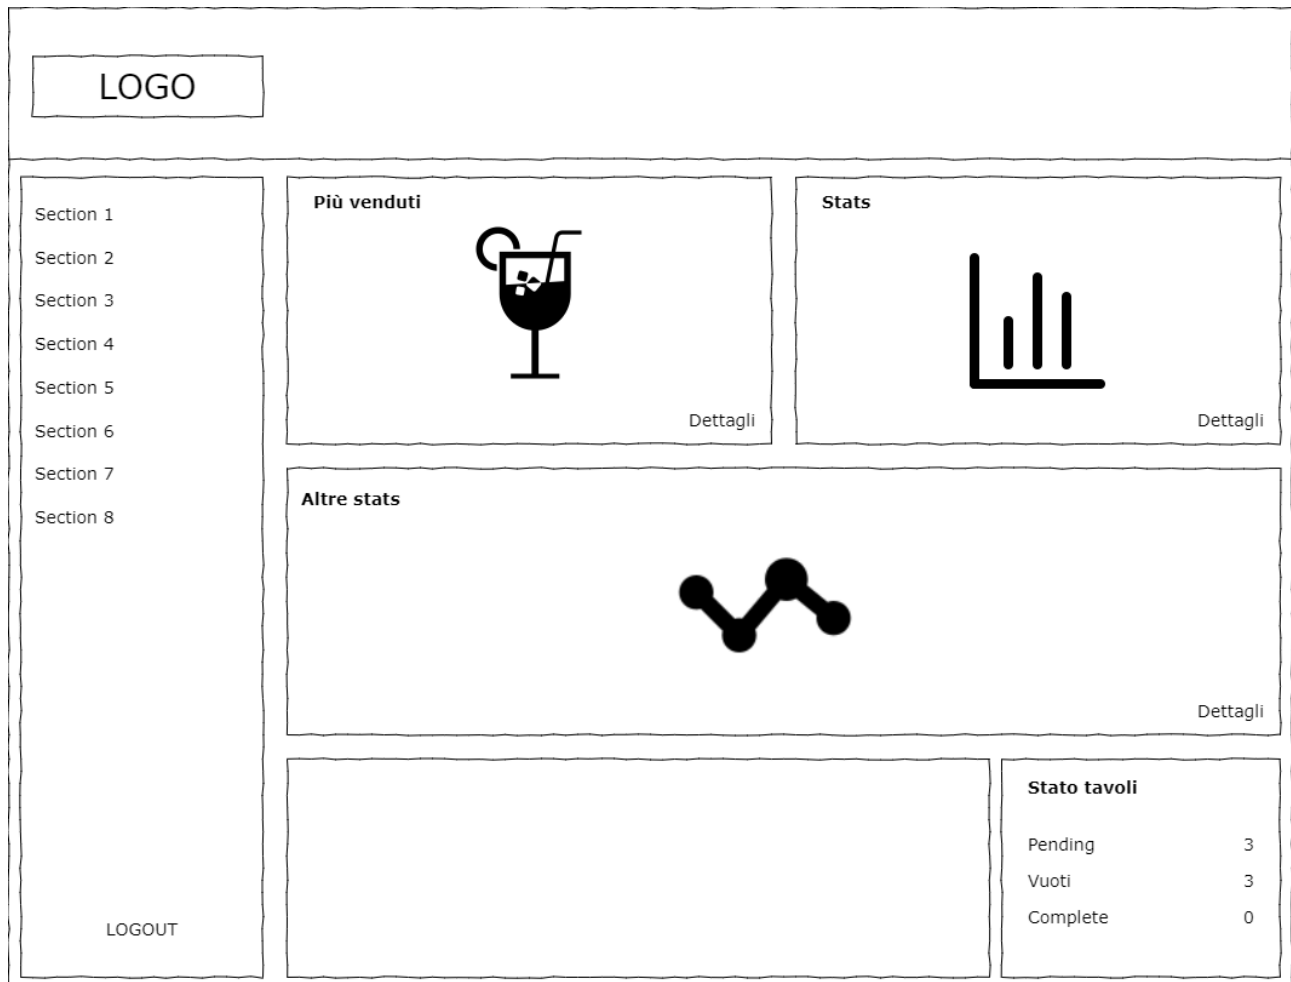 LOGO
Section 1
Section 2
Section 3
Section 4
Section 5
Section 6
Section 7
Section 8
LOGOUT
Più venduti
Dettagli
Stats
Dettagli
Altre stats
Dettagli
Stato tavoli
Pending 3
Vuoti 3
Complete 0